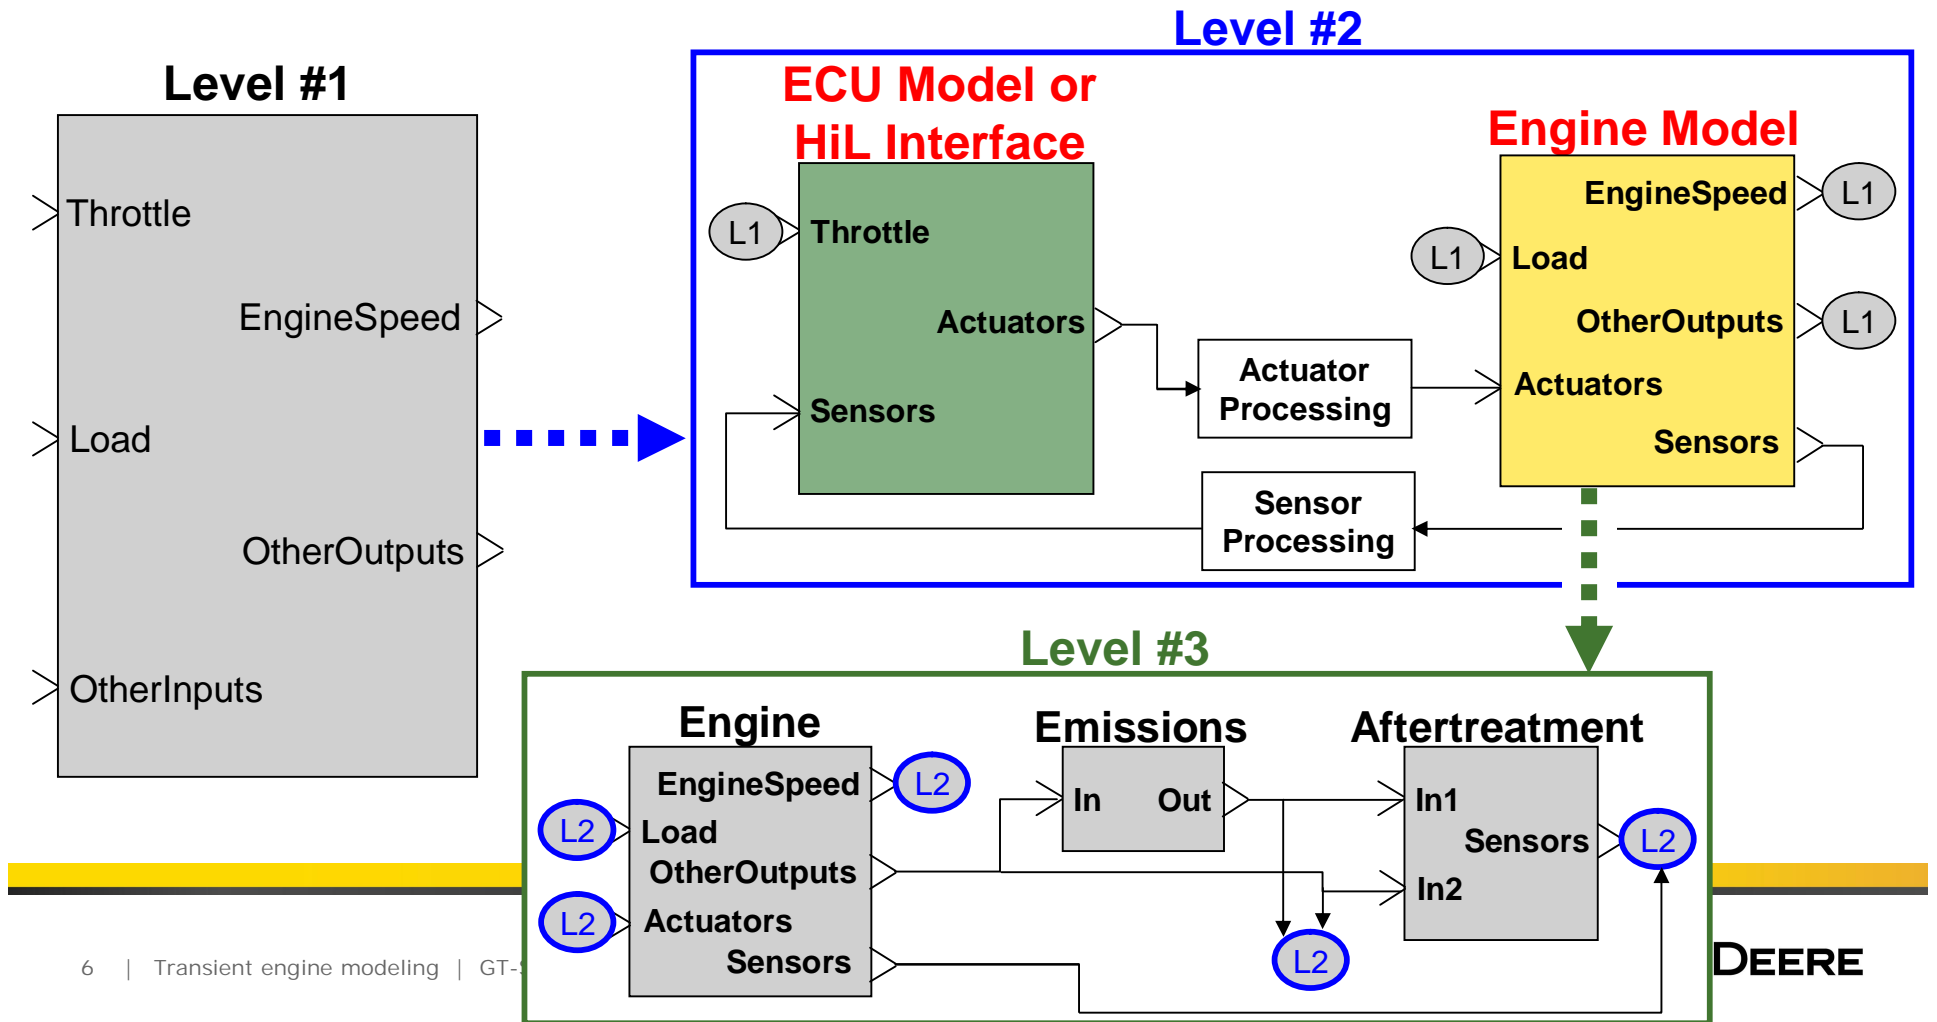 Level #1
Throttle
EngineSpeed
Load
OtherOutputs
OtherInputs
Level #2
ECU Model or
HiL Interface
L1
Throttle
Actuators
Sensors
Actuator
Processing
Sensor
Processing
Engine Model
EngineSpeed
L1
L1
Load
OtherOutputs
L1
Actuators
Sensors
Level #3
Engine
EngineSpeed
L2
L2
Load
OtherOutputs
L2
Actuators
Sensors
Emissions
In
Out
Aftertreatment
In1
Sensors
L2
In2
L2
6 | Transient engine modeling | GT-S
DEERE